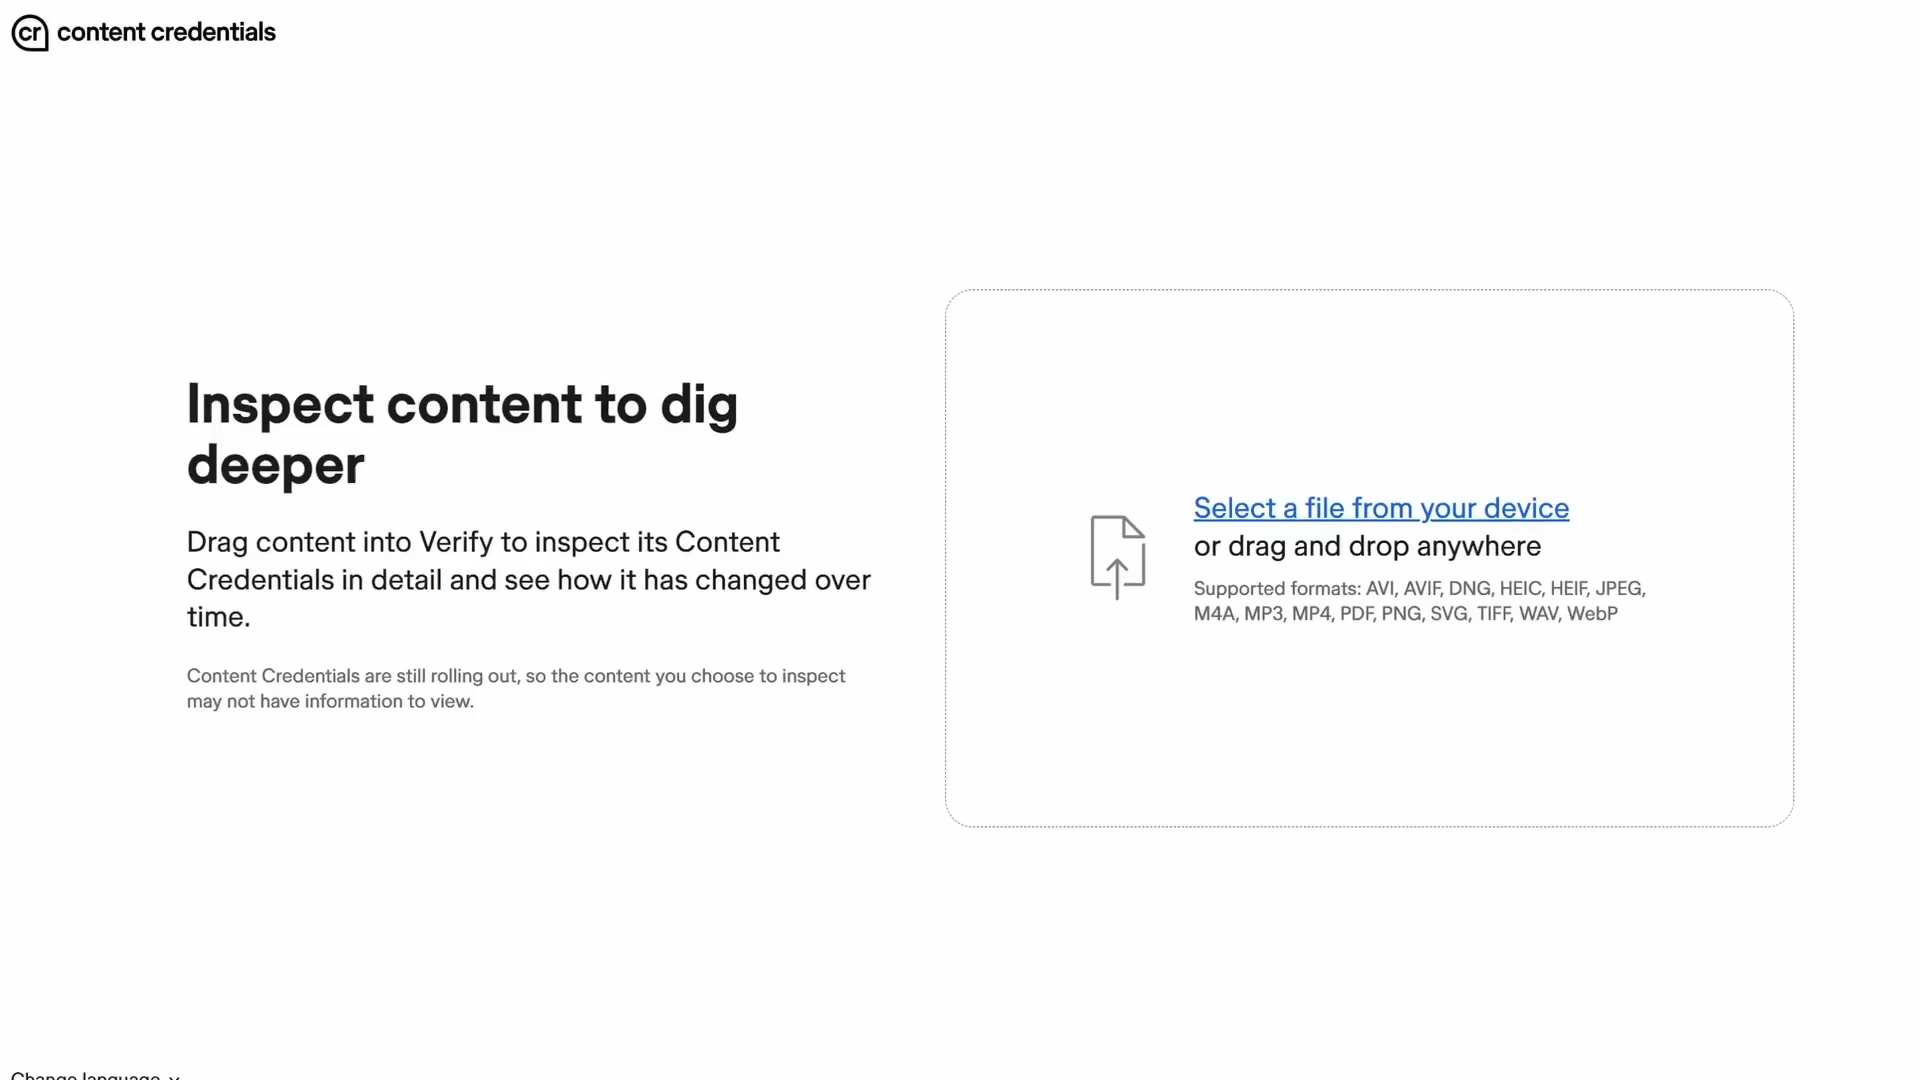 cr content credentials
Inspect content to dig
deeper
Drag content into Verify to inspect its Content
Credentials in detail and see how it has changed over
time.
Content Credentials are still rolling out, so the content you choose to inspect
may not have information to view.
Select a file from your device
or drag and drop anywhere
Supported formats: AVI, AVIF, DNG, HEIC, HEIF, JPEG,
M4A, MP3, MP4, PDF, PNG, SVG, TIFF, WAV, WebP
Change language